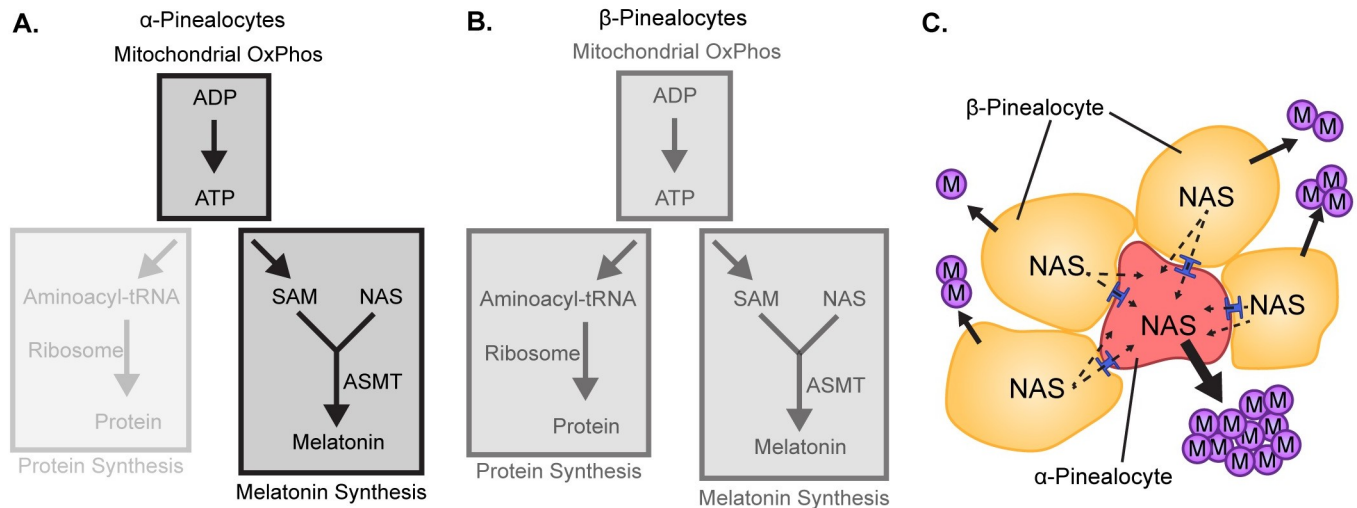 A.
α-Pinealocytes
Mitochondrial OxPhos
ADP
ATP
Aminoacyl-tRNA
Ribosome
Protein
Protein Synthesis
SAM NAS
ASMT
Melatonin
Melatonin Synthesis
B.
β-Pinealocytes
Mitochondrial OxPhos
ADP
ATP
Aminoacyl-tRNA
Ribosome
Protein
Protein Synthesis
SAM NAS
ASMT
Melatonin
Melatonin Synthesis
C.
β-Pinealocyte
M
M
M
M
M
M
M
NAS
NAS
M
M
NAS
NAS
NAS
M
M
M
M
M
M
M
M
M
M
M
M
α-Pinealocyte